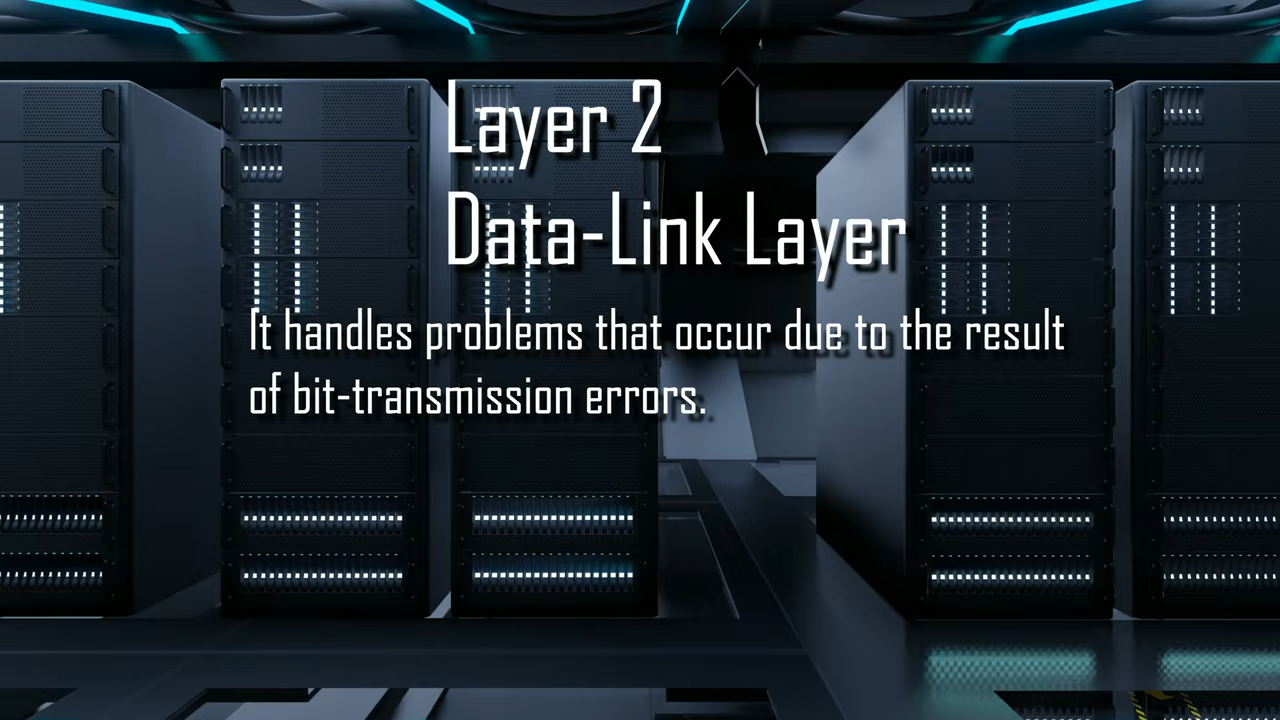 Layer 2
Data-Link Layer
It handles problems that occur due to the result
of bit-transmission errors.